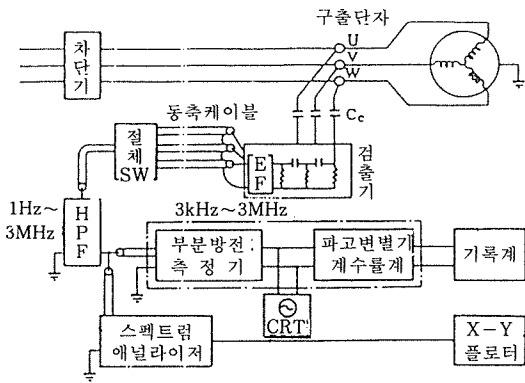 구출단자
U
V
W
차
단
기
동축케이블
Cc
절
체
SW
E
F
검
출
기
1Hz~
3MHz
H
P
F
3kHz~3MHz
부분방전
측정기
파고변별기
계수률계
기록계
CRT
스펙트럼
애널라이저
X-Y
플로터